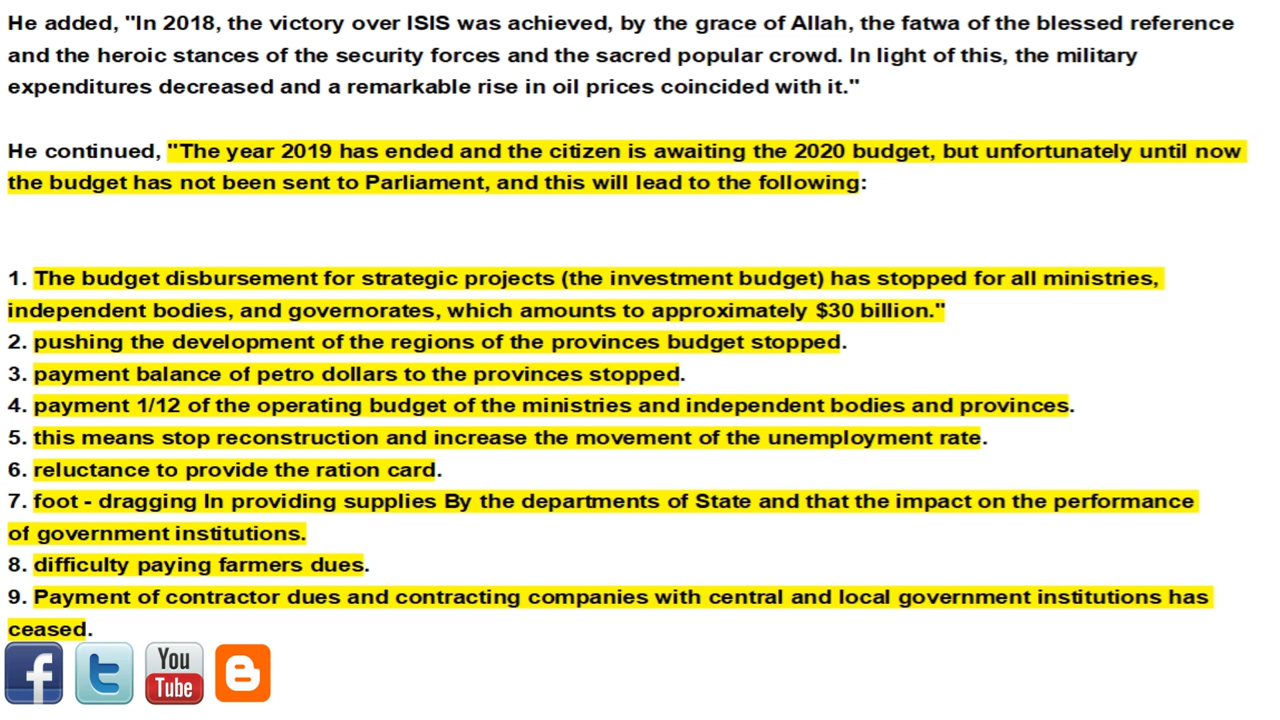 He added, "In 2018, the victory over ISIS was achieved, by the grace of Allah, the fatwa of the blessed reference
and the heroic stances of the security forces and the sacred popular crowd. In light of this, the military
expenditures decreased and a remarkable rise in oil prices coincided with it."
He continued, "The year 2019 has ended and the citizen is awaiting the 2020 budget, but unfortunately until now
the budget has not been sent to Parliament, and this will lead to the following:
1. The budget disbursement for strategic projects (the investment budget) has stopped for all ministries,
independent bodies, and governorates, which amounts to approximately $30 billion."
2. pushing the development of the regions of the provinces budget stopped.
3. payment balance of petro dollars to the provinces stopped.
4. payment 1/12 of the operating budget of the ministries and independent bodies and provinces.
5. this means stop reconstruction and increase the movement of the unemployment rate.
6. reluctance to provide the ration card.
7. foot - dragging In providing supplies By the departments of State and that the impact on the performance
of government institutions.
8. difficulty paying farmers dues.
9. Payment of contractor dues and contracting companies with central and local government institutions has
ceased.
f t You Tube B